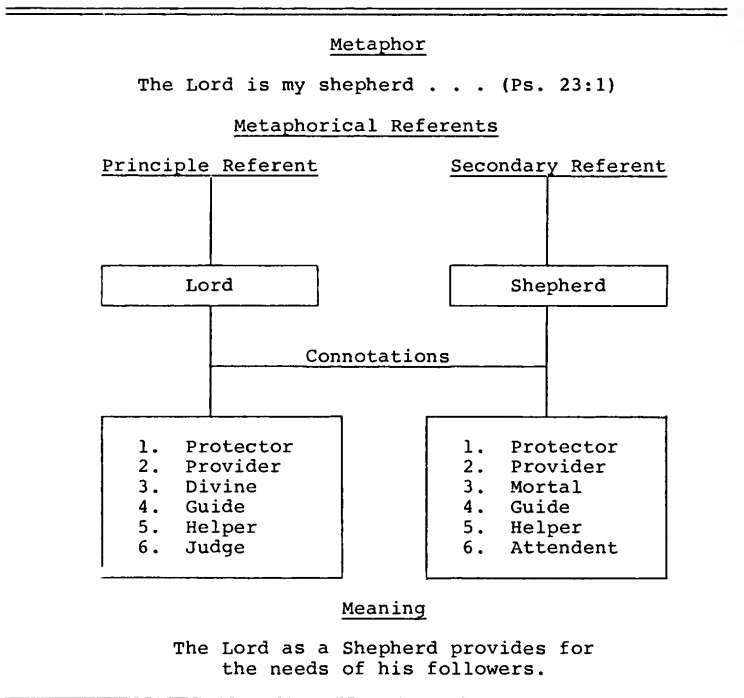 Metaphor
The Lord is my shepherd . . . (Ps. 23:1)
Metaphorical Referents
Principle Referent
Secondary Referent
Lord
Shepherd
Connotations
1. Protector
2. Provider
3. Divine
4. Guide
5. Helper
6. Judge
1. Protector
2. Provider
3. Mortal
4. Guide
5. Helper
6. Attendent
Meaning
The Lord as a Shepherd provides for
the needs of his followers.